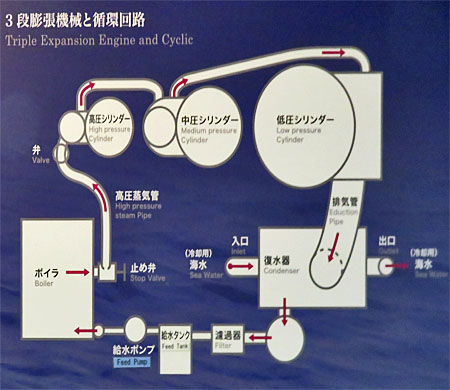 3段膨張機械と循環回路
Triple Expansion Engine and Cyclic
高圧シリンダー
High pressure
Cylinder
中圧シリンダー
Medium pressure
Cylinder
低圧シリンダー
Low pressure
Cylinder
弁
Valve
高圧蒸気管
High pressure
steam Pipe
排気管
Eduction
Pipe
ボイラ
Boiler
止め弁
Stop Valve
(冷却用)
海水
Sea Water
入口
Inlet
復水器
Condenser
出口
Outlet
(冷却用)
海水
Sea Water
給水ポンプ
Feed Pump
給水タンク
Feed Tank
濾過器
Filter